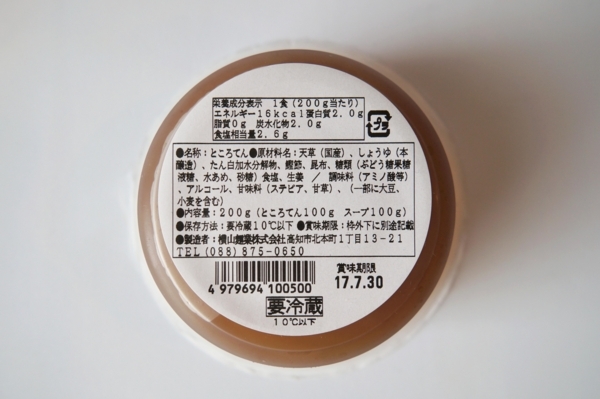 栄養成分表示 1食(200g当たり)
エネルギー16kcal蛋白質2.0g
脂質0g 炭水化物2.0g
食塩相当量2.6g
プラ
●名称:ところてん●原材料名:天草(国産)、しょうゆ(本
醸造)、たん白加水分解物、鰹節、昆布、糖類(ぶどう糖果糖
液糖、水あめ、砂糖)食塩、生姜 / 調味料(アミノ酸等)
、アルコール、甘味料(ステビア、甘草)、(一部に大豆、
小麦を含む)
●内容量:200g(ところてん100g スープ100g)
●保存方法:要冷蔵10℃以下●賞味期限:枠外下に別途記載
●製造者:横山麺業株式会社高知市北本町1丁目13-21
TEL(088)875-0650
4 979694 100500
賞味期限
17.7.30
要冷蔵
10℃以下